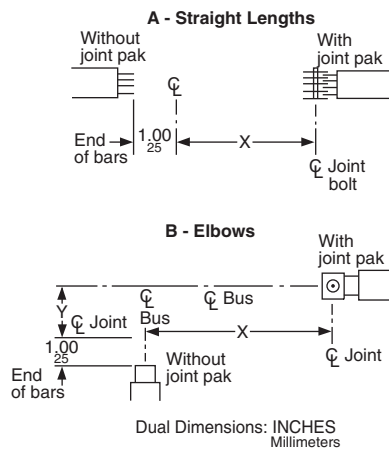 A - Straight Lengths
Without
joint pak
With
joint pak
℄
End
of bars
1.00
25
X
℄ Joint
bolt
B - Elbows
With
joint pak
Y
℄ Joint
℄
Bus
℄ Bus
X
1.00
25
Without
joint pak
℄ Joint
End
of bars
Dual Dimensions: INCHES
Millimeters